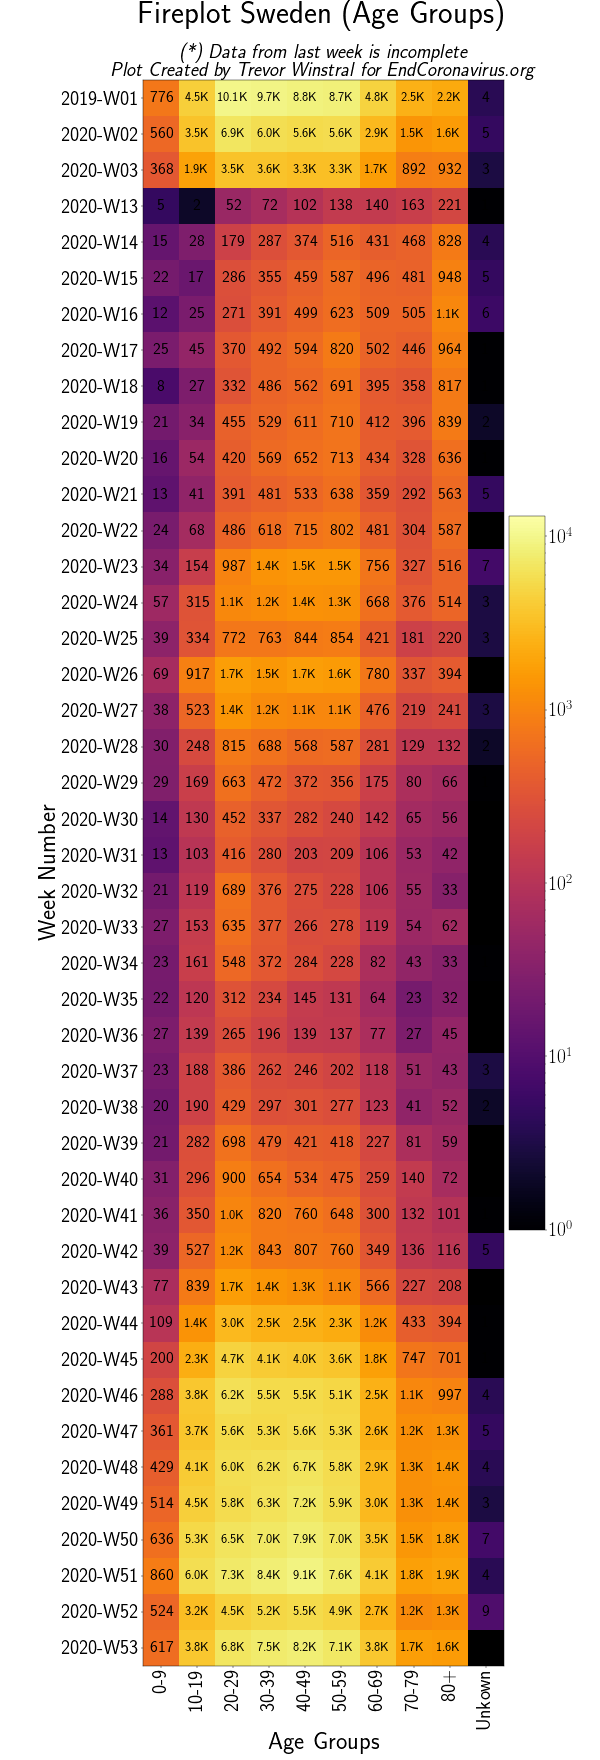 Fireplot Sweden (Age Groups)
(*) Data from last week is incomplete
Plot Created by Trevor Winstral for EndCoronavirus.org
2019-W01 776 4.5K 10.1K 9.7K 8.8K 8.7K 4.8K 2.5K 2.2K 4
2020-W02 560 3.5K 6.9K 6.0K 5.6K 5.6K 2.9K 1.5K 1.6K 5
2020-W03 368 1.9K 3.5K 3.6K 3.3K 3.3K 1.7K 892 932 3
2020-W13 5 2 52 72 102 138 140 163 221
2020-W14 15 28 179 287 374 516 431 468 828 4
2020-W15 22 17 286 355 459 587 496 481 948 5
2020-W16 12 25 271 391 499 623 509 505 1.1K 6
2020-W17 25 45 370 492 594 820 502 446 964
2020-W18 8 27 332 486 562 691 395 358 817
2020-W19 21 34 455 529 611 710 412 396 839 2
2020-W20 16 54 420 569 652 713 434 328 636
2020-W21 13 41 391 481 533 638 359 292 563 5
2020-W22 24 68 486 618 715 802 481 304 587
2020-W23 34 154 987 1.4K 1.5K 1.5K 756 327 516 7
2020-W24 57 315 1.1K 1.2K 1.4K 1.3K 668 376 514 3
2020-W25 39 334 772 763 844 854 421 181 220 3
2020-W26 69 917 1.7K 1.5K 1.7K 1.6K 780 337 394
2020-W27 38 523 1.4K 1.2K 1.1K 1.1K 476 219 241 3
2020-W28 30 248 815 688 568 587 281 129 132 2
2020-W29 29 169 663 472 372 356 175 80 66
2020-W30 14 130 452 337 282 240 142 65 56
2020-W31 13 103 416 280 203 209 106 53 42
2020-W32 21 119 689 376 275 228 106 55 33
2020-W33 27 153 635 377 266 278 119 54 62
2020-W34 23 161 548 372 284 228 82 43 33
2020-W35 22 120 312 234 145 131 64 23 32
2020-W36 27 139 265 196 139 137 77 27 45
2020-W37 23 188 386 262 246 202 118 51 43 3
2020-W38 20 190 429 297 301 277 123 41 52 2
2020-W39 21 282 698 479 421 418 227 81 59
2020-W40 31 296 900 654 534 475 259 140 72
2020-W41 36 350 1.0K 820 760 648 300 132 101
2020-W42 39 527 1.2K 843 807 760 349 136 116 5
2020-W43 77 839 1.7K 1.4K 1.3K 1.1K 566 227 208
2020-W44 109 1.4K 3.0K 2.5K 2.5K 2.3K 1.2K 433 394
2020-W45 200 2.3K 4.7K 4.1K 4.0K 3.6K 1.8K 747 701
2020-W46 288 3.8K 6.2K 5.5K 5.5K 5.1K 2.5K 1.1K 997 4
2020-W47 361 3.7K 5.6K 5.3K 5.6K 5.3K 2.6K 1.2K 1.3K 5
2020-W48 429 4.1K 6.0K 6.2K 6.7K 5.8K 2.9K 1.3K 1.4K 4
2020-W49 514 4.5K 5.8K 6.3K 7.2K 5.9K 3.0K 1.3K 1.4K 3
2020-W50 636 5.3K 6.5K 7.0K 7.9K 7.0K 3.5K 1.5K 1.8K 7
2020-W51 860 6.0K 7.3K 8.4K 9.1K 7.6K 4.1K 1.8K 1.9K 4
2020-W52 524 3.2K 4.5K 5.2K 5.5K 4.9K 2.7K 1.2K 1.3K 9
2020-W53 617 3.8K 6.8K 7.5K 8.2K 7.1K 3.8K 1.7K 1.6K
0-9 10-19 20-29 30-39 40-49 50-59 60-69 70-79 80+ Unkown
Age Groups
Week Number
10⁴
10³
10²
10¹
10⁰